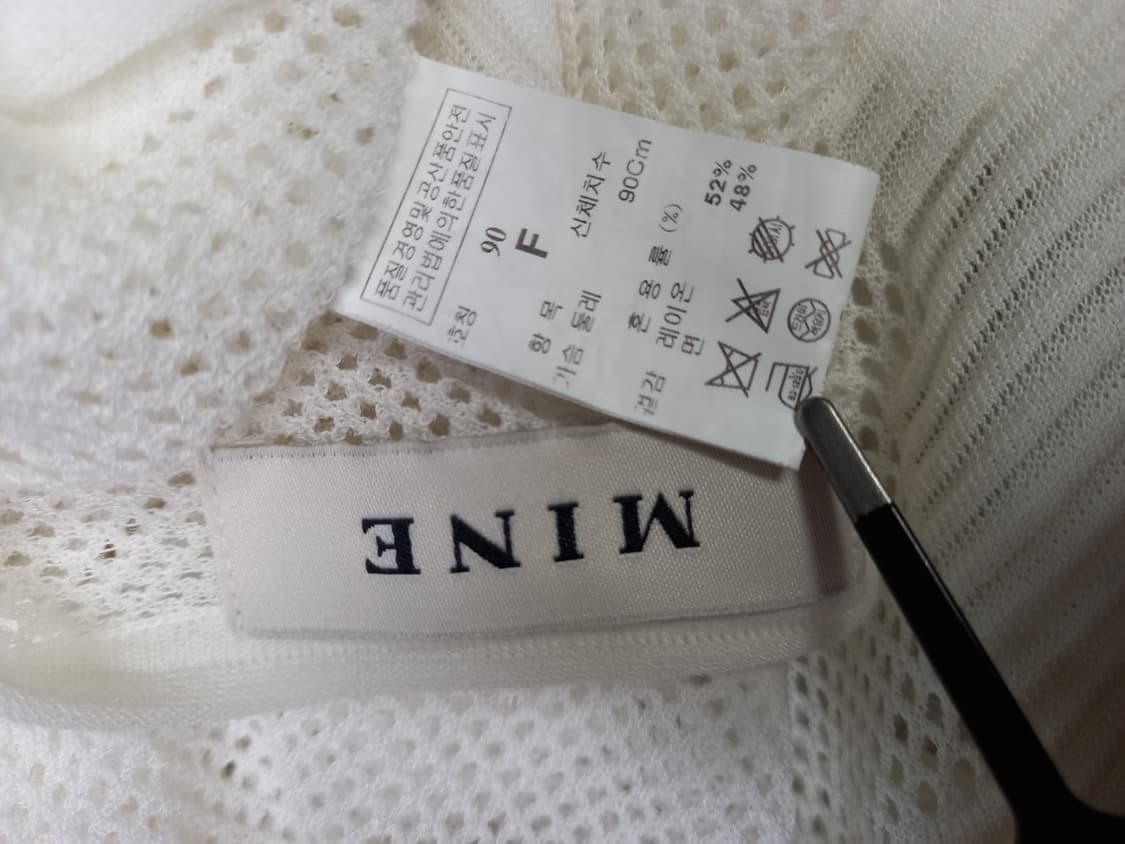 품질경영및공산품안전
관리법에의한품질표시
호칭 90 F
항 목 신체치수
가슴둘레 90Cm
혼 용 률 (%)
겉감 레이온 52%
면 48%
MINE